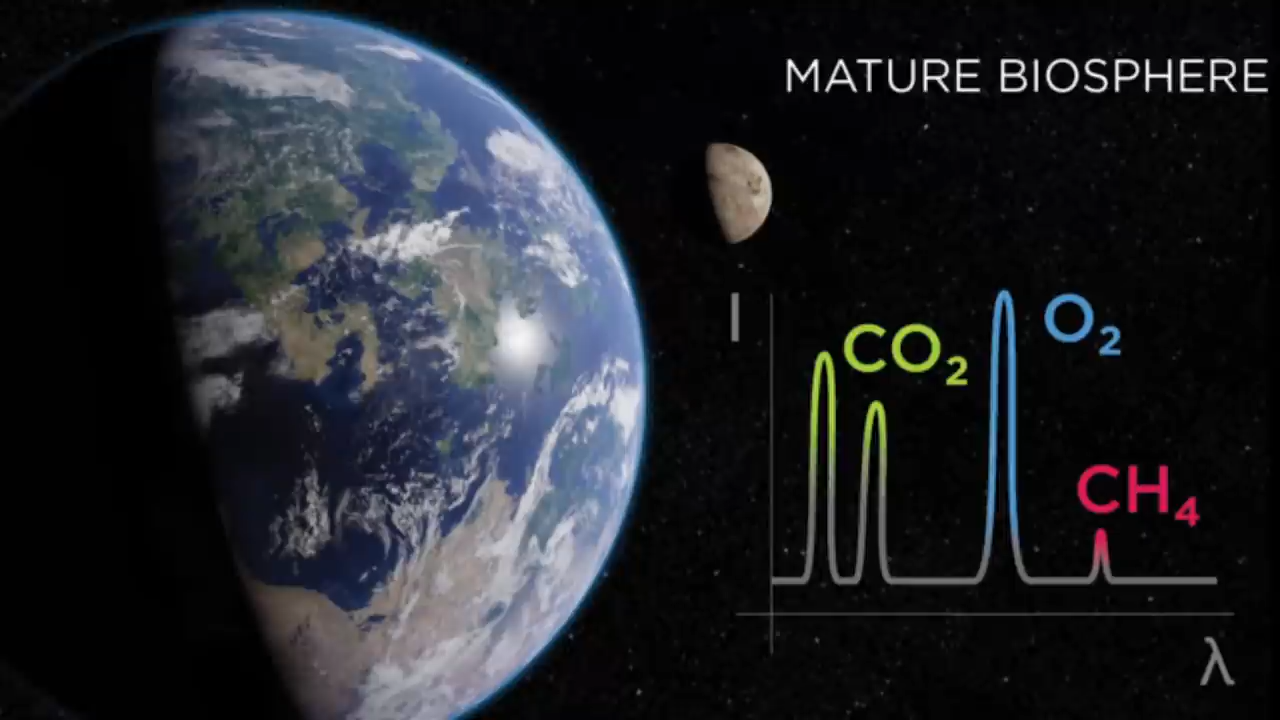 MATURE BIOSPHERE
I
CO₂
O₂
CH₄
λ